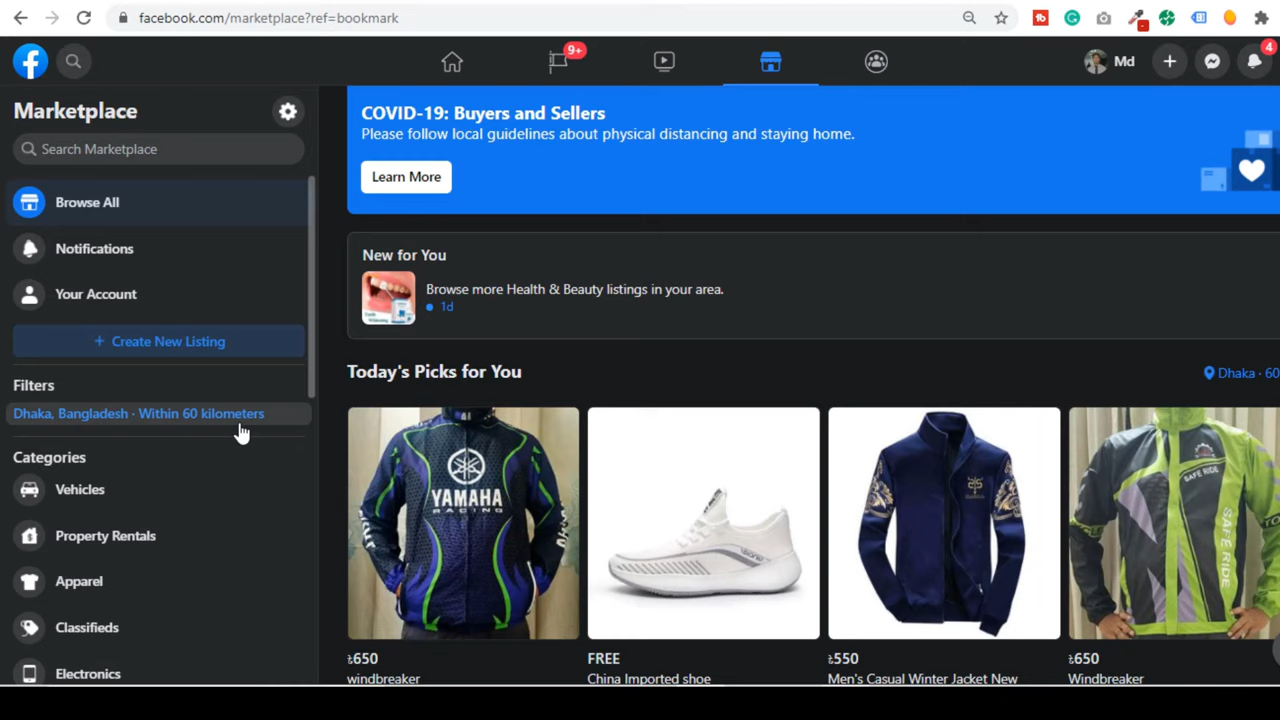 facebook.com/marketplace?ref=bookmark
9+
Md
4
Marketplace
Search Marketplace
Browse All
Notifications
Your Account
+ Create New Listing
Filters
Dhaka, Bangladesh · Within 60 kilometers
Categories
Vehicles
Property Rentals
Apparel
Classifieds
Electronics
COVID-19: Buyers and Sellers
Please follow local guidelines about physical distancing and staying home.
Learn More
New for You
Browse more Health & Beauty listings in your area.
1d
Today's Picks for You
Dhaka · 60
YAMAHA
RACING
SAFE RIDE
SAFE RIDE
৳650
windbreaker
FREE
China Imported shoe
৳550
Men's Casual Winter Jacket New
৳650
Windbreaker